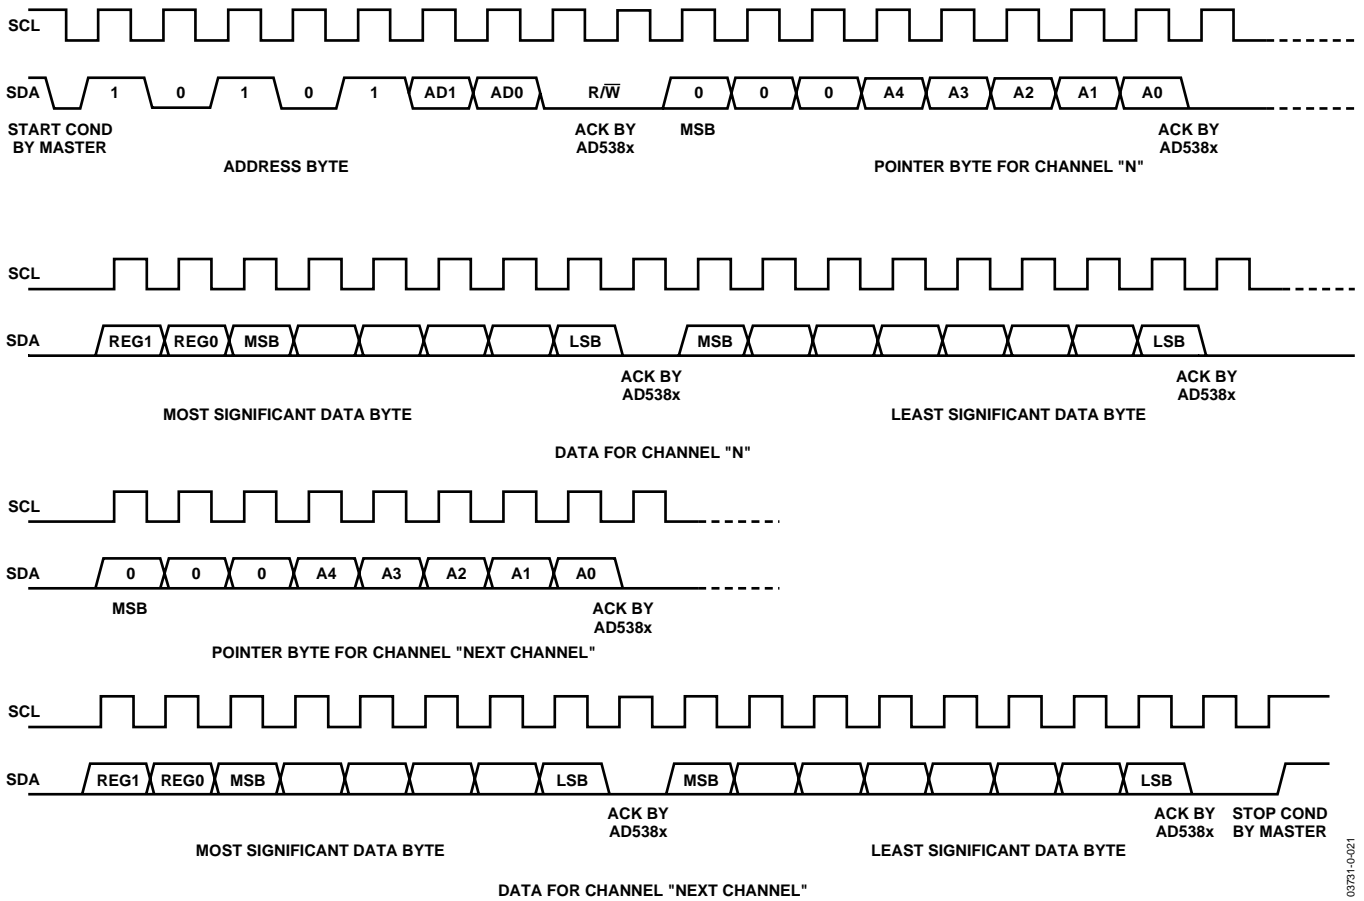 SCL
SDA 1 0 1 0 1 AD1 AD0 R/W̅ 0 0 0 A4 A3 A2 A1 A0
START COND BY MASTER
ACK BY AD538x
MSB
ACK BY AD538x
ADDRESS BYTE
POINTER BYTE FOR CHANNEL "N"
SCL
SDA REG1 REG0 MSB LSB MSB LSB
ACK BY AD538x
ACK BY AD538x
MOST SIGNIFICANT DATA BYTE
LEAST SIGNIFICANT DATA BYTE
DATA FOR CHANNEL "N"
SCL
SDA 0 0 0 A4 A3 A2 A1 A0
MSB
ACK BY AD538x
POINTER BYTE FOR CHANNEL "NEXT CHANNEL"
SCL
SDA REG1 REG0 MSB LSB MSB LSB
ACK BY AD538x
ACK BY AD538x
STOP COND BY MASTER
MOST SIGNIFICANT DATA BYTE
LEAST SIGNIFICANT DATA BYTE
DATA FOR CHANNEL "NEXT CHANNEL"
03731-0-021